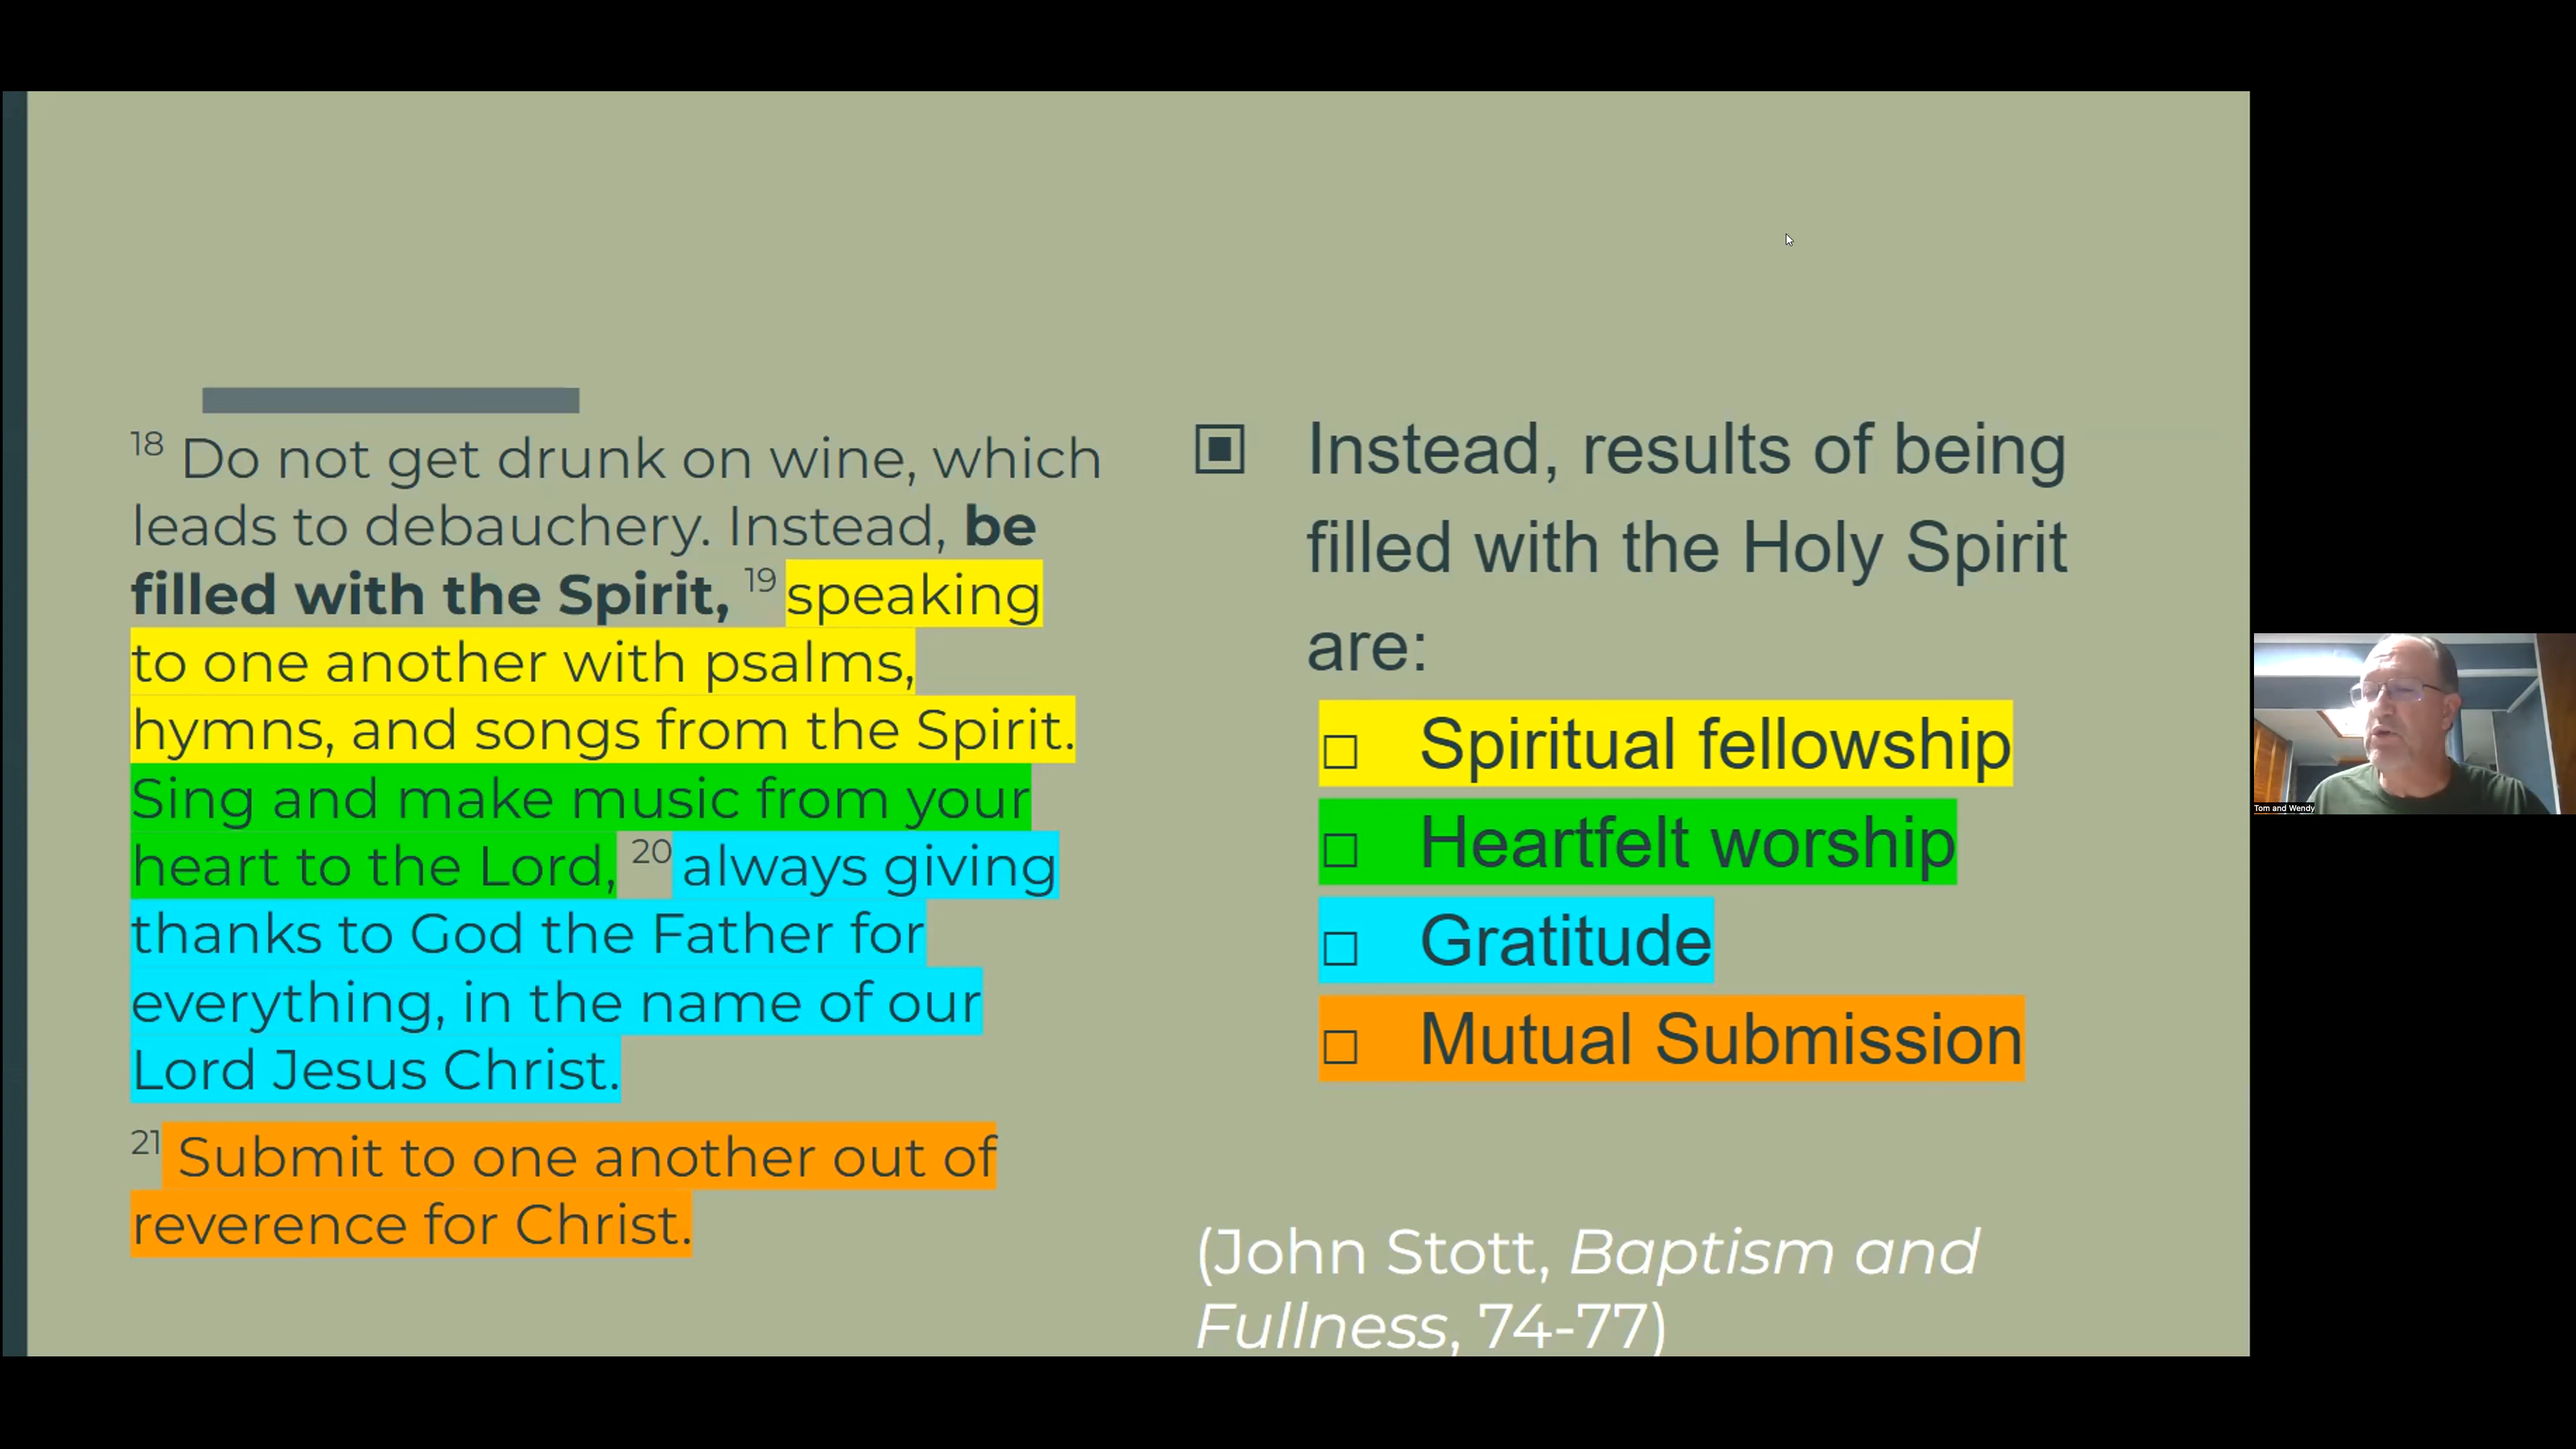 18 Do not get drunk on wine, which
leads to debauchery. Instead, be
filled with the Spirit, 19 speaking
to one another with psalms,
hymns, and songs from the Spirit.
Sing and make music from your
heart to the Lord, 20 always giving
thanks to God the Father for
everything, in the name of our
Lord Jesus Christ.
21 Submit to one another out of
reverence for Christ.
Instead, results of being
filled with the Holy Spirit
are:
Spiritual fellowship
Heartfelt worship
Gratitude
Mutual Submission
(John Stott, Baptism and
Fullness, 74-77)
Tom and Wendy